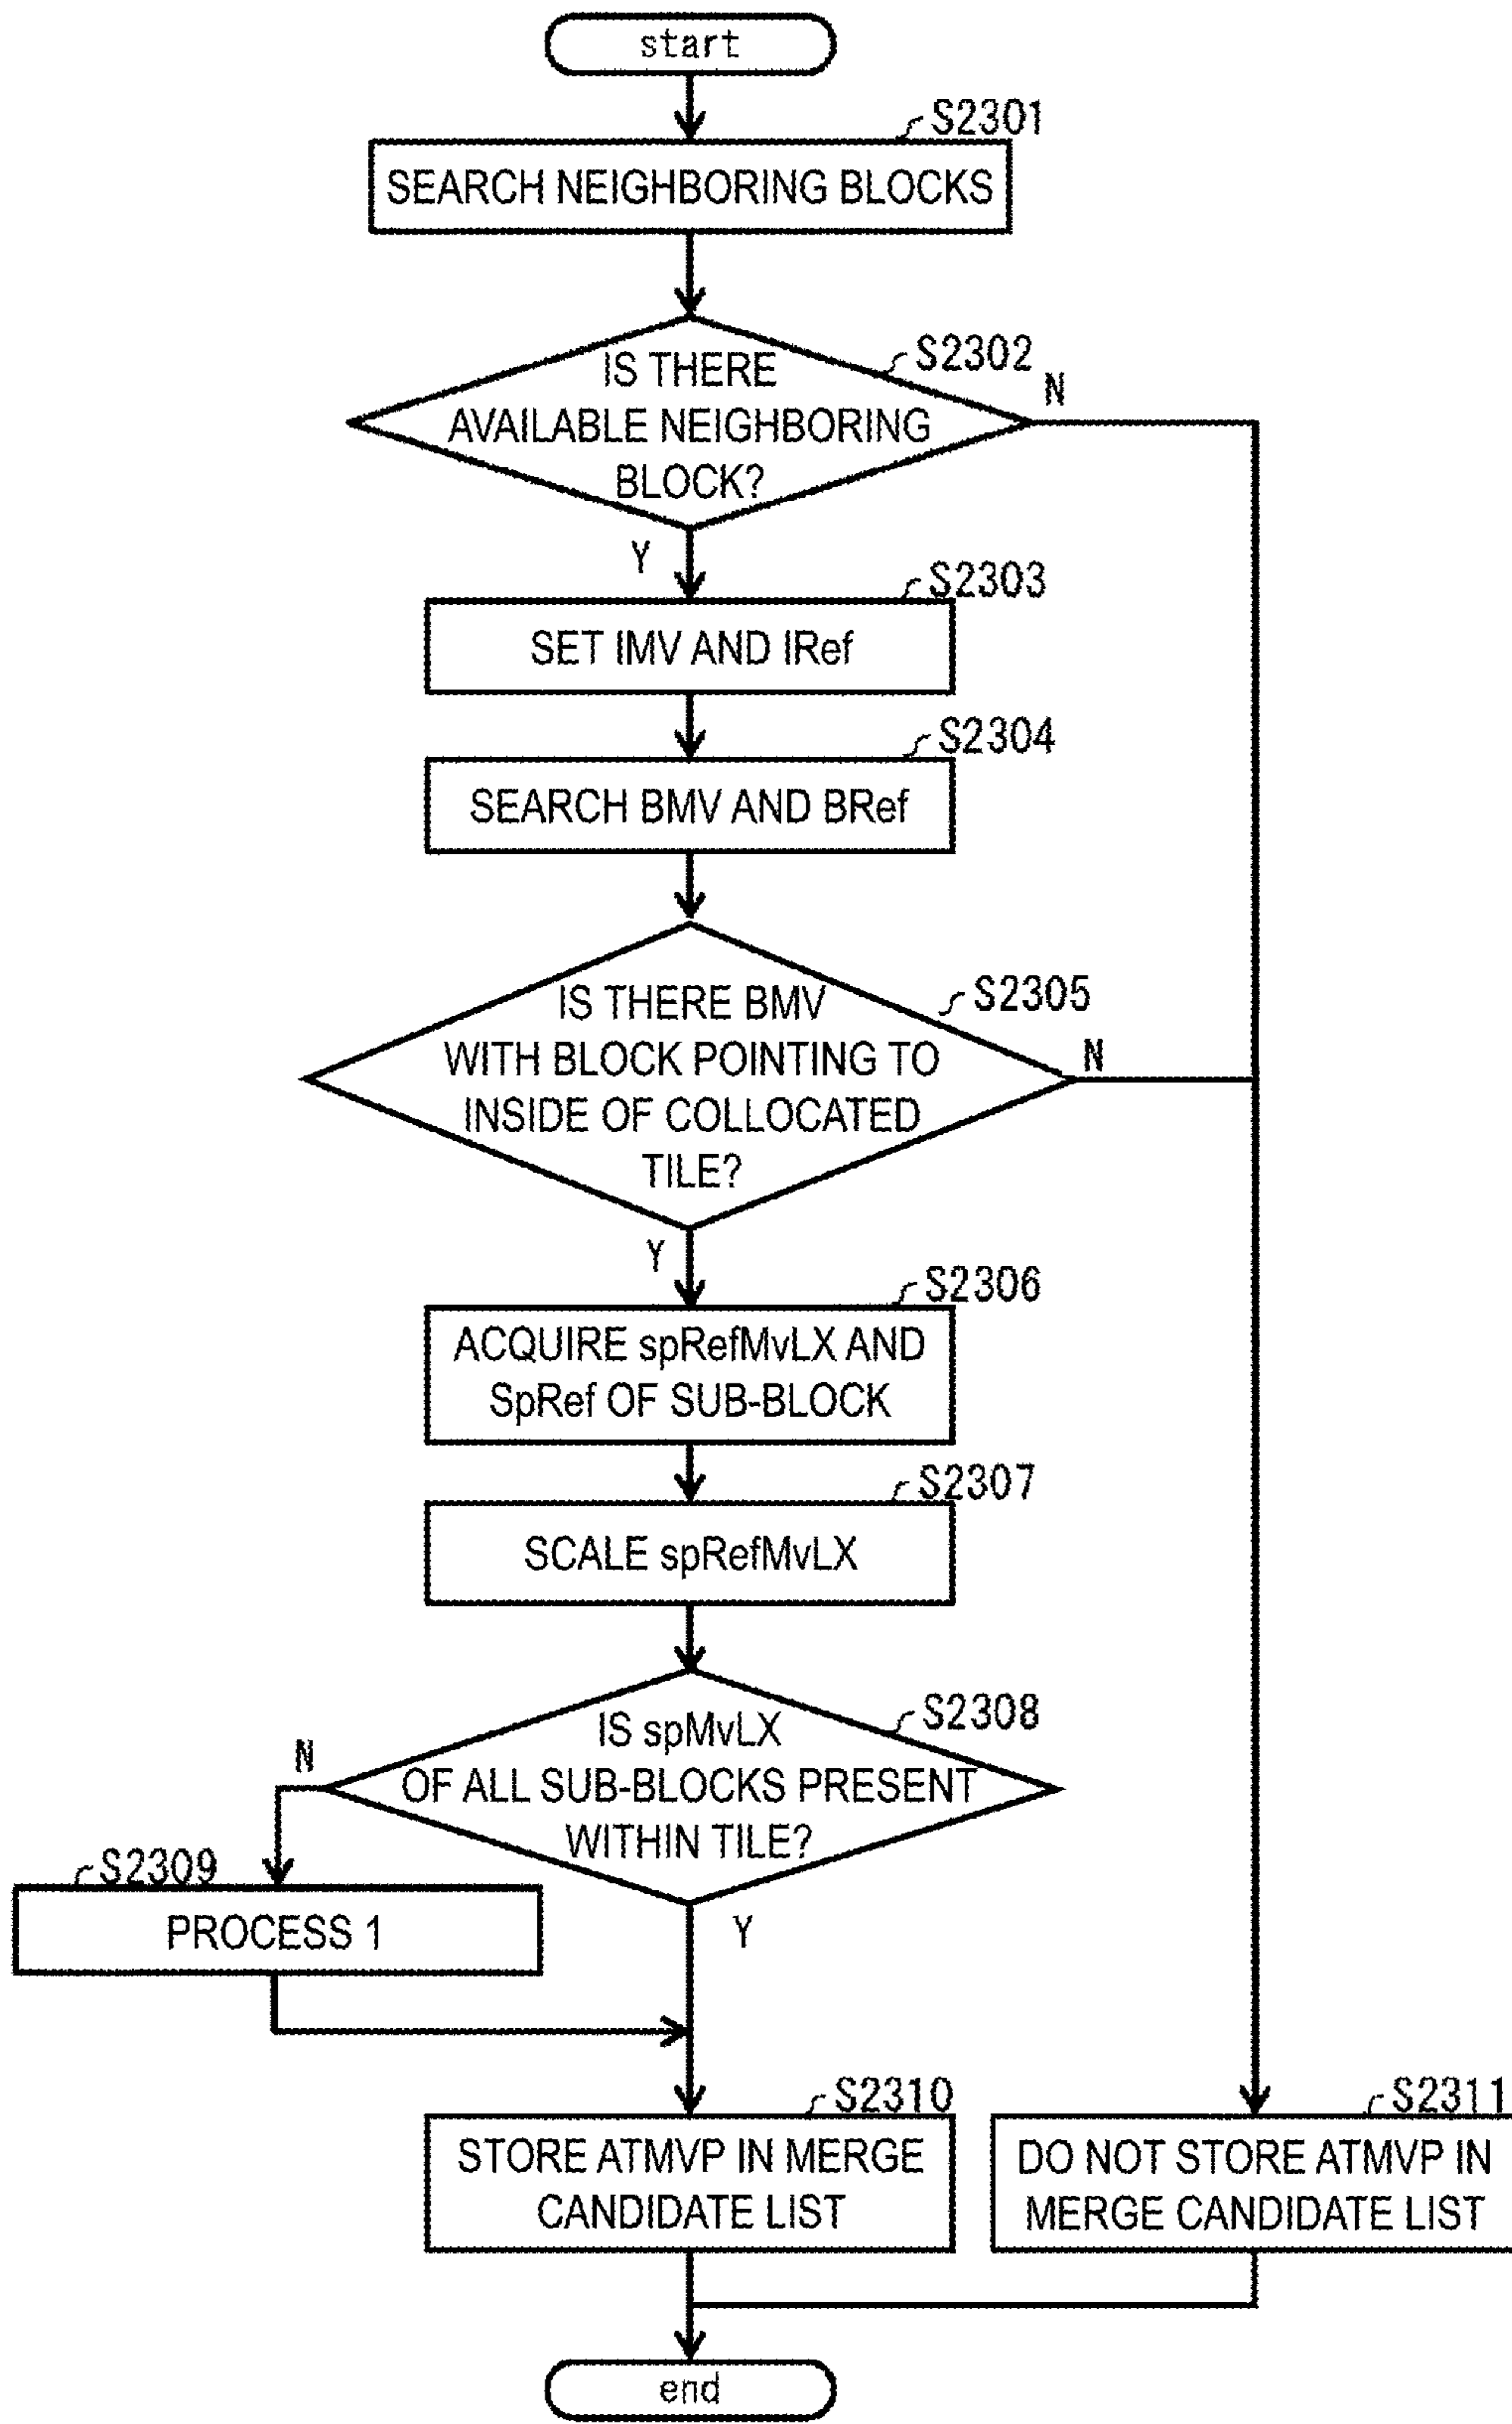 start
S2301
SEARCH NEIGHBORING BLOCKS
S2302
IS THERE
AVAILABLE NEIGHBORING
BLOCK?
N
Y
S2303
SET IMV AND IRef
S2304
SEARCH BMV AND BRef
S2305
IS THERE BMV
WITH BLOCK POINTING TO
INSIDE OF COLLOCATED
TILE?
N
Y
S2306
ACQUIRE spRefMvLX AND
SpRef OF SUB-BLOCK
S2307
SCALE spRefMvLX
S2308
IS spMvLX
OF ALL SUB-BLOCKS PRESENT
WITHIN TILE?
N
S2309
PROCESS 1
Y
S2310
STORE ATMVP IN MERGE
CANDIDATE LIST
S2311
DO NOT STORE ATMVP IN
MERGE CANDIDATE LIST
end